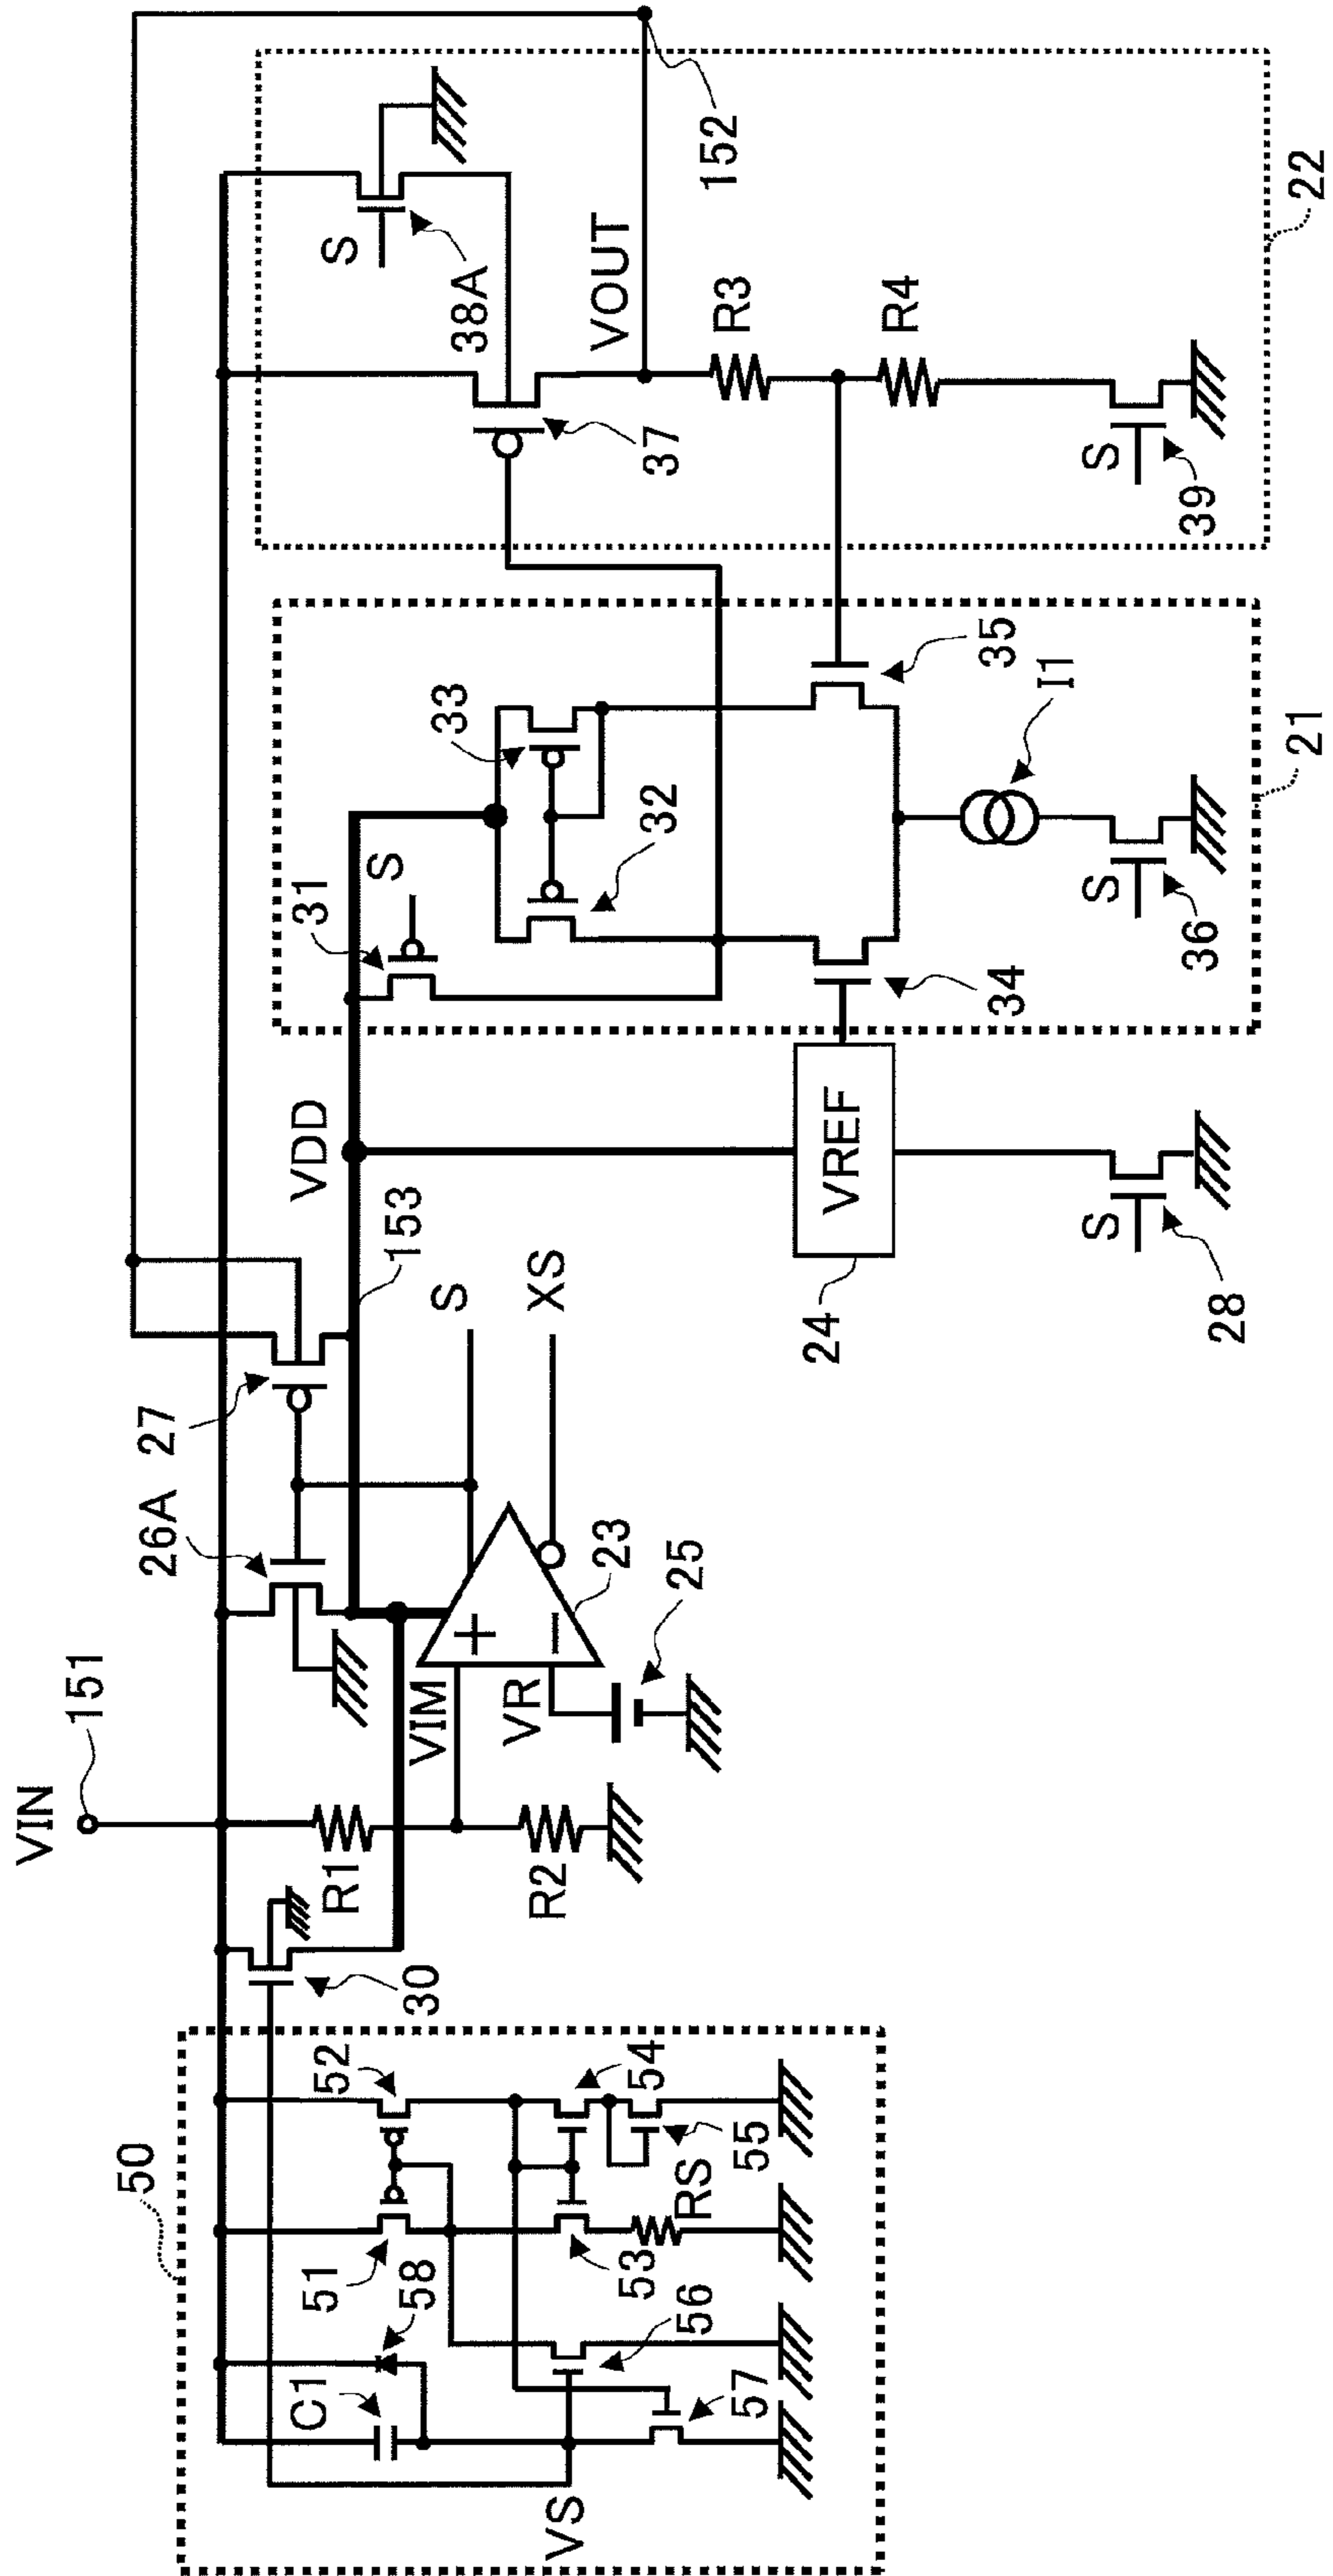 VIN
151
50
C1
58
51
52
VS
57
56
53
RS
55
54
30
R1
R2
26A
27
VIM
VR
23
25
S
XS
VDD
153
VREF
24
S
28
31
S
33
32
34
35
I1
S
36
21
S
38A
37
VOUT
152
R3
R4
S
39
22